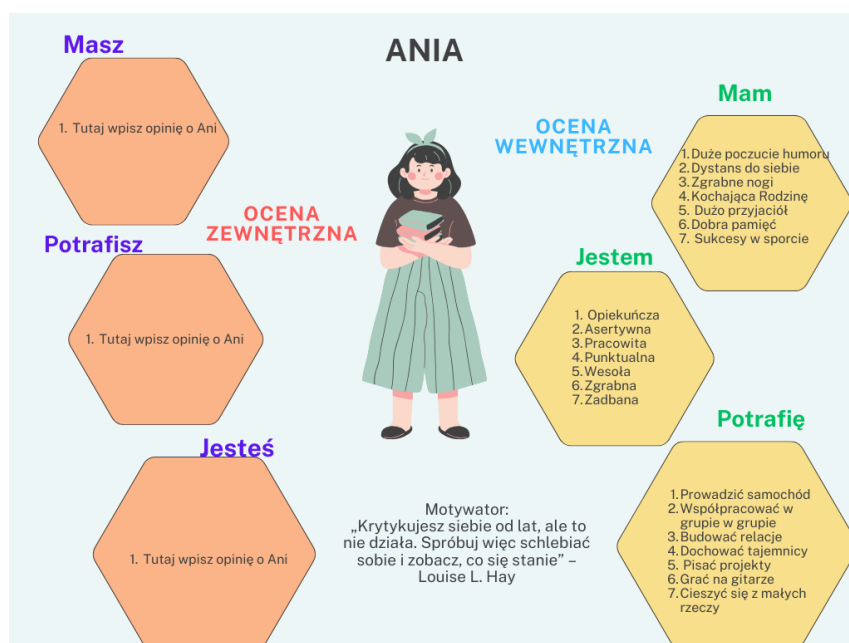 ANIA
Masz
1. Tutaj wpisz opinię o Ani
Potrafisz
1. Tutaj wpisz opinię o Ani
Jesteś
1. Tutaj wpisz opinię o Ani
OCENA
ZEWNĘTRZNA
OCENA
WEWNĘTRZNA
Mam
1. Duże poczucie humoru
2. Dystans do siebie
3. Zgrabne nogi
4. Kochająca Rodzinę
5. Dużo przyjaciół
6. Dobra pamięć
7. Sukcesy w sporcie
Jestem
1. Opiekuńcza
2. Asertywna
3. Pracowita
4. Punktualna
5. Wesoła
6. Zgrabna
7. Zadbana
Potrafię
1. Prowadzić samochód
2. Współpracować w
grupie w grupie
3. Budować relacje
4. Dochować tajemnicy
5. Pisać projekty
6. Grać na gitarze
7. Cieszyć się z małych
rzeczy
Motywator:
„Krytykujesz siebie od lat, ale to
nie działa. Spróbuj więc schlebiać
sobie i zobacz, co się stanie” –
Louise L. Hay